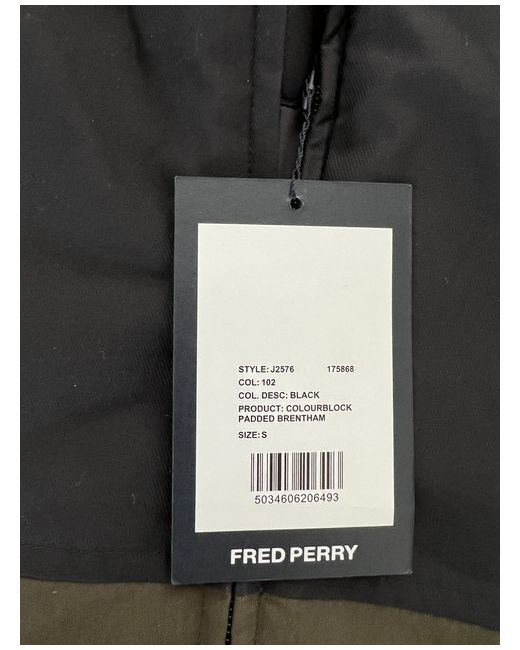 STYLE: J2576 175868
COL: 102
COL. DESC: BLACK
PRODUCT: COLOURBLOCK
PADDED BRENTHAM
SIZE: S
5034606206493
FRED PERRY